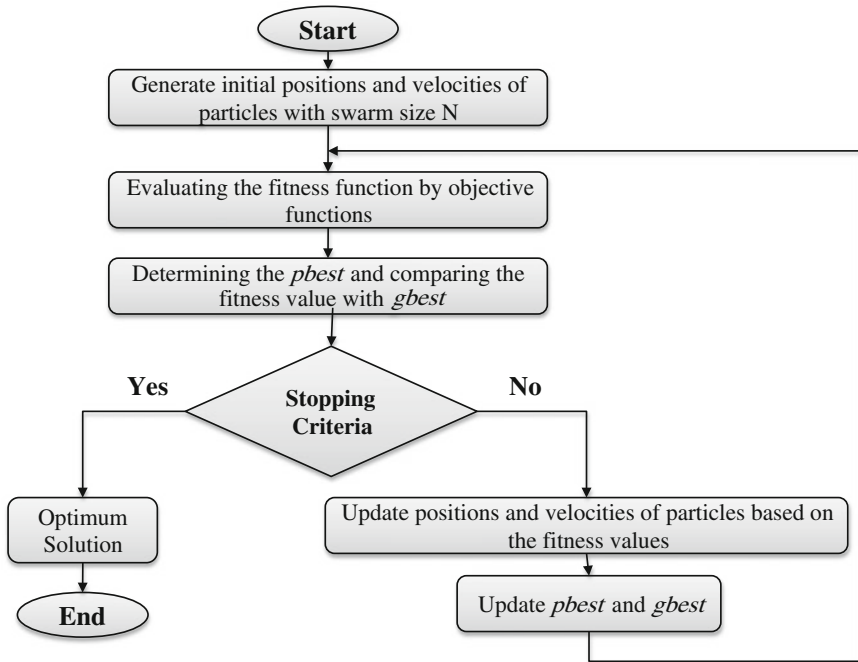 Start
Generate initial positions and velocities of
particles with swarm size N
Evaluating the fitness function by objective
functions
Determining the pbest and comparing the
fitness value with gbest
Yes
No
Stopping
Criteria
Optimum
Solution
Update positions and velocities of particles based on
the fitness values
End
Update pbest and gbest